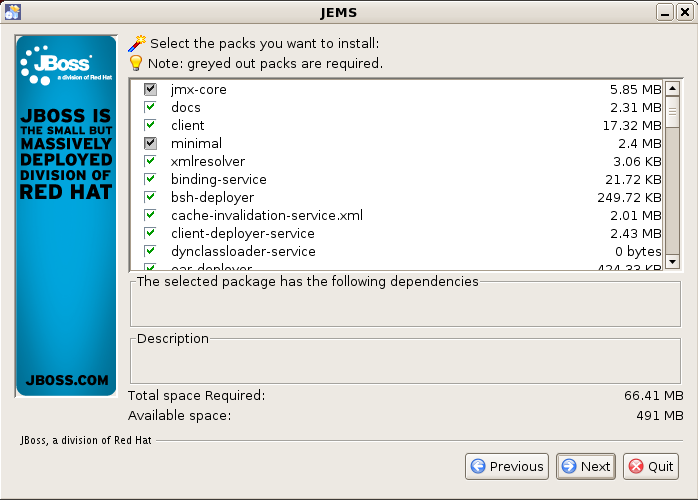 JEMS
JBoss
a division of Red Hat
JBOSS IS
THE SMALL BUT
MASSIVELY
DEPLOYED
DIVISION OF
RED HAT
JBOSS.COM
Select the packs you want to install:
Note: greyed out packs are required.
jmx-core 5.85 MB
docs 2.31 MB
client 17.32 MB
minimal 2.4 MB
xmlresolver 3.06 KB
binding-service 21.72 KB
bsh-deployer 249.72 KB
cache-invalidation-service.xml 2.01 MB
client-deployer-service 2.43 MB
dynclassloader-service 0 bytes
ear-deployer 424.33 KB
The selected package has the following dependencies
Description
Total space Required: 66.41 MB
Available space: 491 MB
JBoss, a division of Red Hat
Previous Next Quit